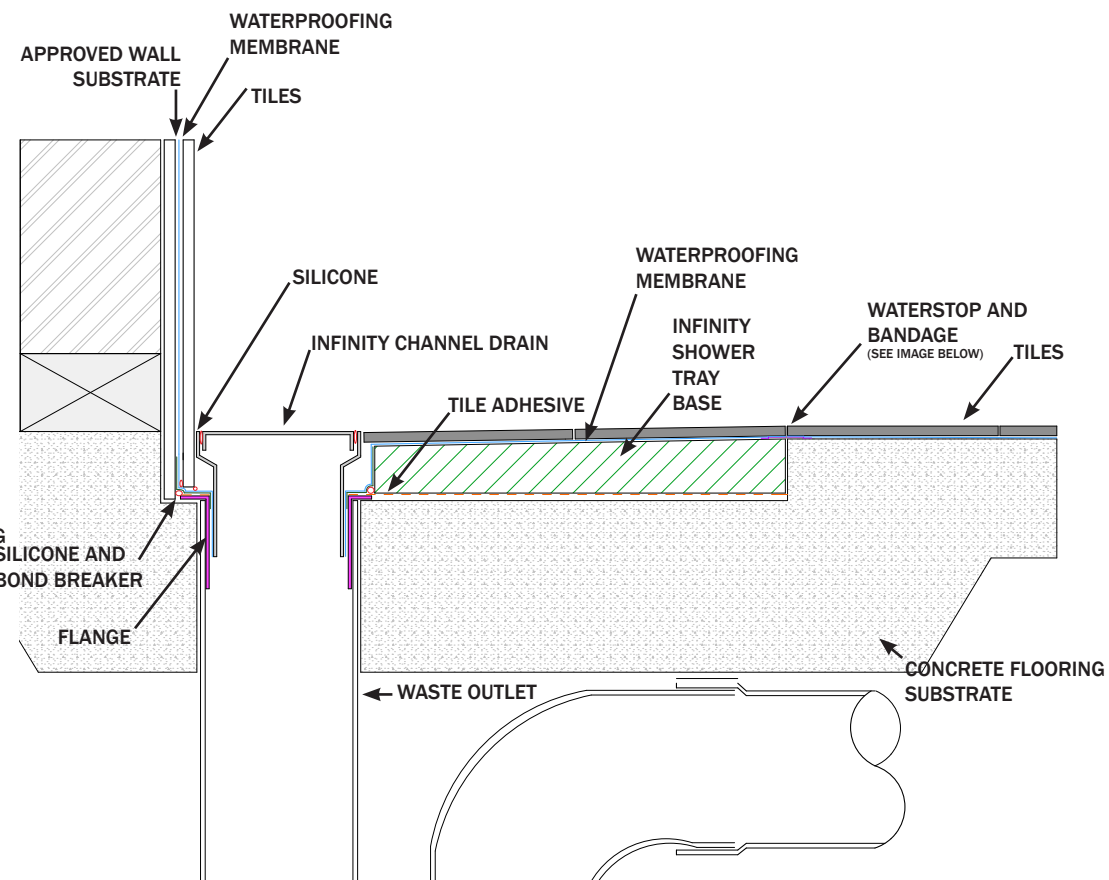 WATERPROOFING
MEMBRANE
APPROVED WALL
SUBSTRATE
TILES
WATERPROOFING
MEMBRANE
SILICONE
WATERSTOP AND
BANDAGE
(SEE IMAGE BELOW)
TILES
INFINITY
SHOWER
TRAY
BASE
INFINITY CHANNEL DRAIN
TILE ADHESIVE
G
SILICONE AND
BOND BREAKER
FLANGE
CONCRETE FLOORING
SUBSTRATE
WASTE OUTLET